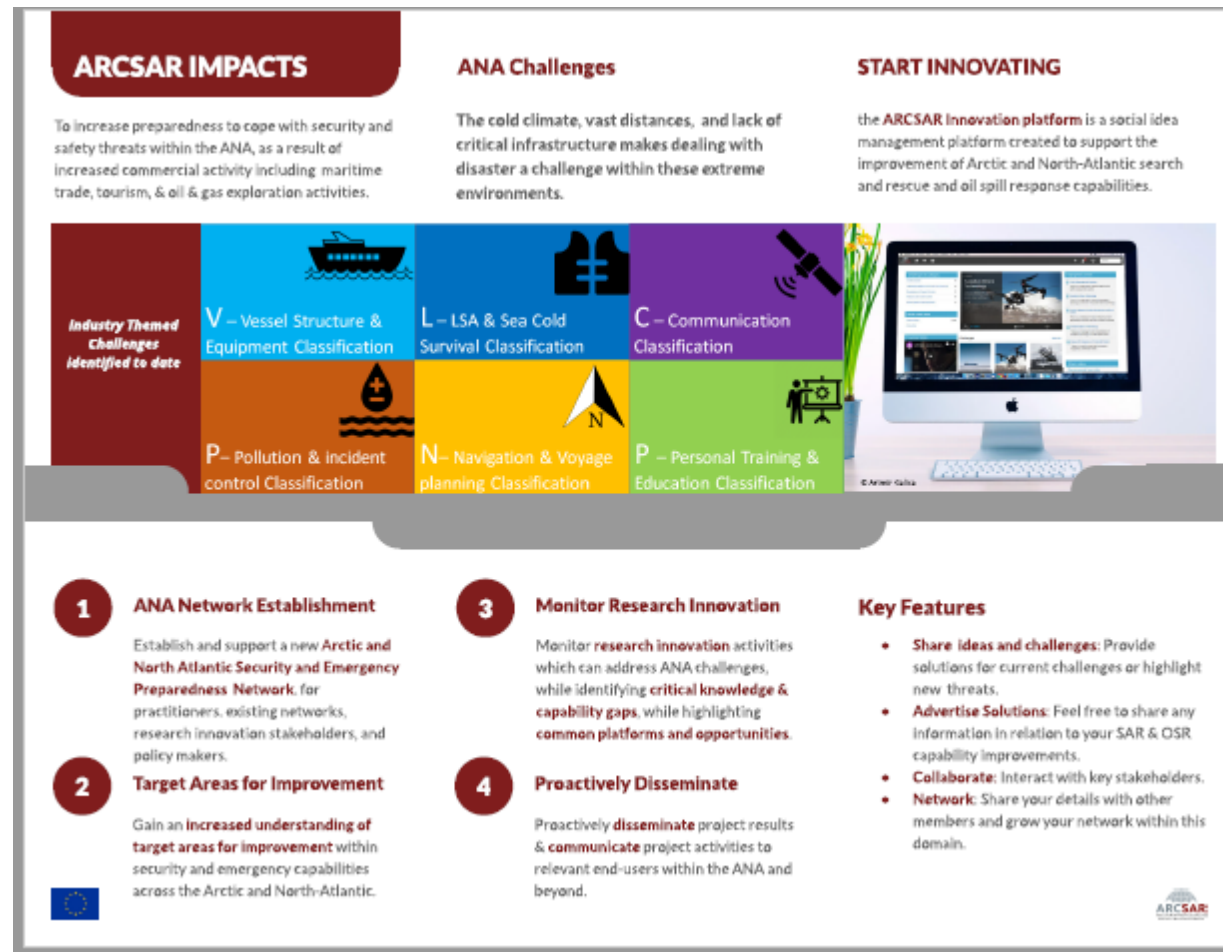 ARCSAR IMPACTS
To increase preparedness to cope with security and
safety threats within the ANA, as a result of
increased commercial activity including maritime
trade, tourism, & oil & gas exploration activities.
ANA Challenges
The cold climate, vast distances, and lack of
critical infrastructure makes dealing with
disaster a challenge within these extreme
environments.
START INNOVATING
the ARCSAR Innovation platform is a social idea
management platform created to support the
improvement of Arctic and North-Atlantic search
and rescue and oil spill response capabilities.
Industry Themed
Challenges
identified to date
V – Vessel Structure &
Equipment Classification
L – LSA & Sea Cold
Survival Classification
C – Communication
Classification
P– Pollution & incident
control Classification
N
N– Navigation & Voyage
planning Classification
P – Personal Training &
Education Classification
1
ANA Network Establishment
Establish and support a new Arctic and
North Atlantic Security and Emergency
Preparedness Network, for
practitioners, existing networks,
research innovation stakeholders, and
policy makers.
2
Target Areas for Improvement
Gain an increased understanding of
target areas for improvement within
security and emergency capabilities
across the Arctic and North-Atlantic.
3
Monitor Research Innovation
Monitor research innovation activities
which can address ANA challenges,
while identifying critical knowledge &
capability gaps, while highlighting
common platforms and opportunities.
4
Proactively Disseminate
Proactively disseminate project results
& communicate project activities to
relevant end-users within the ANA and
beyond.
Key Features
• Share ideas and challenges: Provide
solutions for current challenges or highlight
new threats.
• Advertise Solutions: Feel free to share any
information in relation to your SAR & OSR
capability improvements.
• Collaborate: Interact with key stakeholders.
• Network: Share your details with other
members and grow your network within this
domain.
ARCSAR